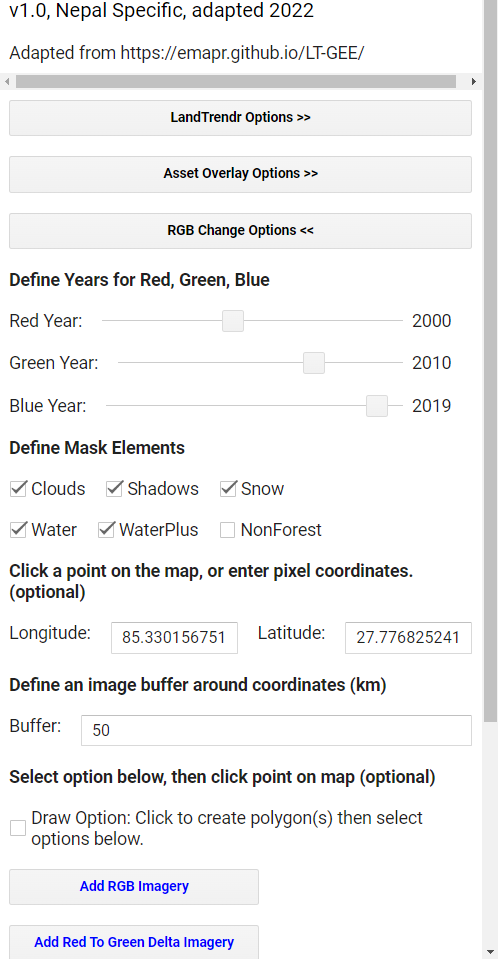 v1.0, Nepal Specific, adapted 2022
Adapted from https://emapr.github.io/LT-GEE/
LandTrendr Options >>
Asset Overlay Options >>
RGB Change Options <<
Define Years for Red, Green, Blue
Red Year: 2000
Green Year: 2010
Blue Year: 2019
Define Mask Elements
Clouds Shadows Snow
Water WaterPlus NonForest
Click a point on the map, or enter pixel coordinates.
(optional)
Longitude: 85.330156751 Latitude: 27.776825241
Define an image buffer around coordinates (km)
Buffer: 50
Select option below, then click point on map (optional)
Draw Option: Click to create polygon(s) then select
options below.
Add RGB Imagery
Add Red To Green Delta Imagery